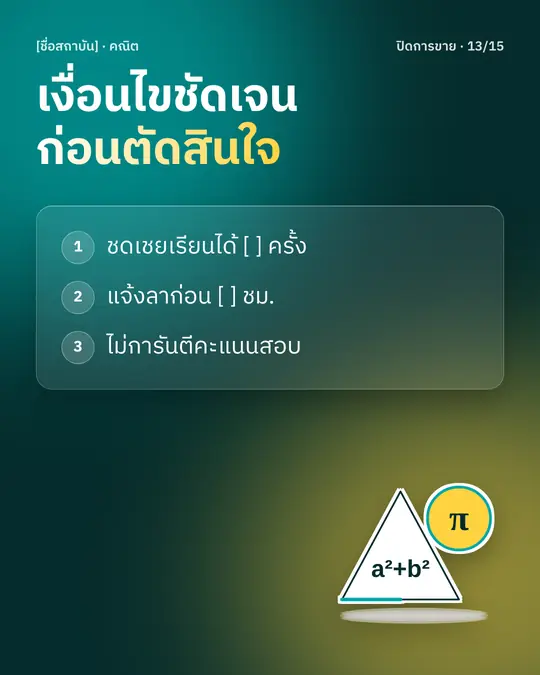 [ชื่อสถาบัน] · คณิต
ปิดการขาย · 13/15
เงื่อนไขชัดเจน
ก่อนตัดสินใจ
1 ชดเชยเรียนได้ [ ] ครั้ง
2 แจ้งลาก่อน [ ] ชม.
3 ไม่การันตีคะแนนสอบ
π
a²+b²